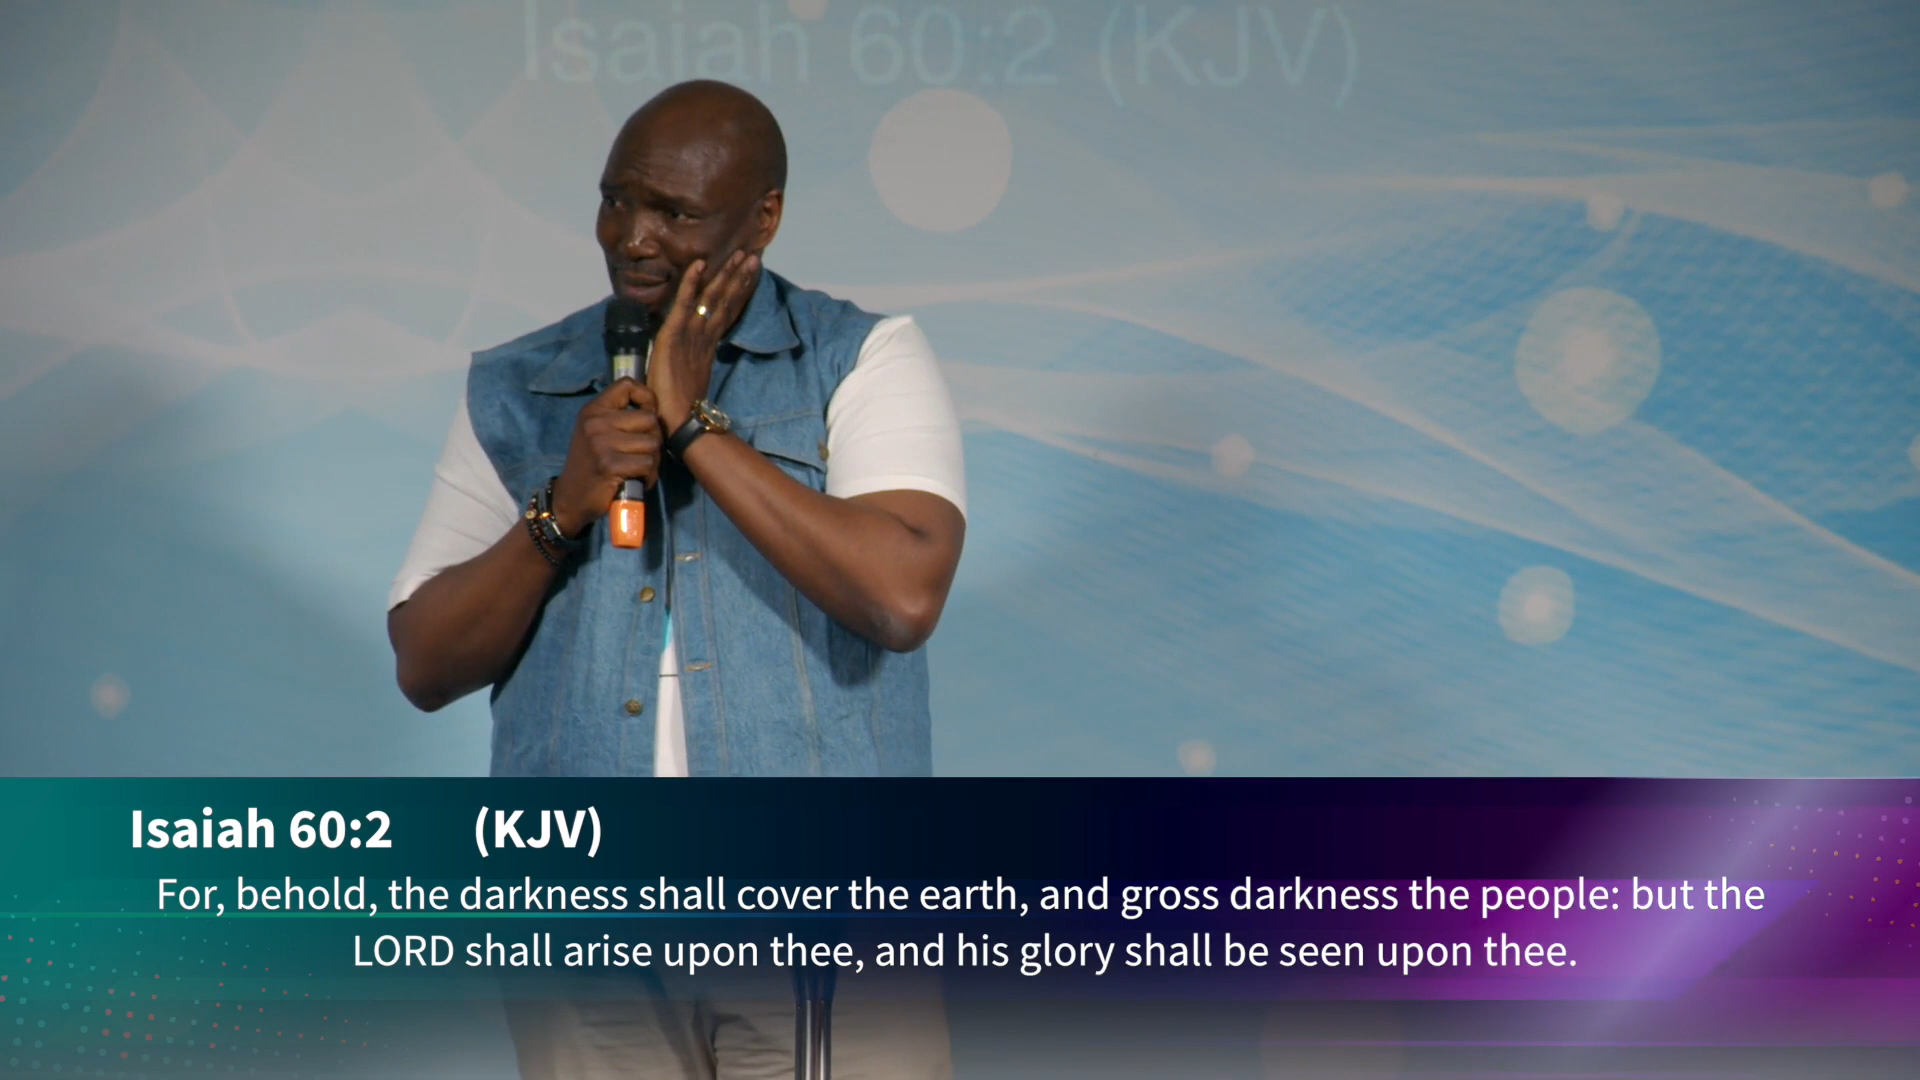 Isaiah 60:2 (KJV)
Isaiah 60:2 (KJV)
For, behold, the darkness shall cover the earth, and gross darkness the people: but the
LORD shall arise upon thee, and his glory shall be seen upon thee.